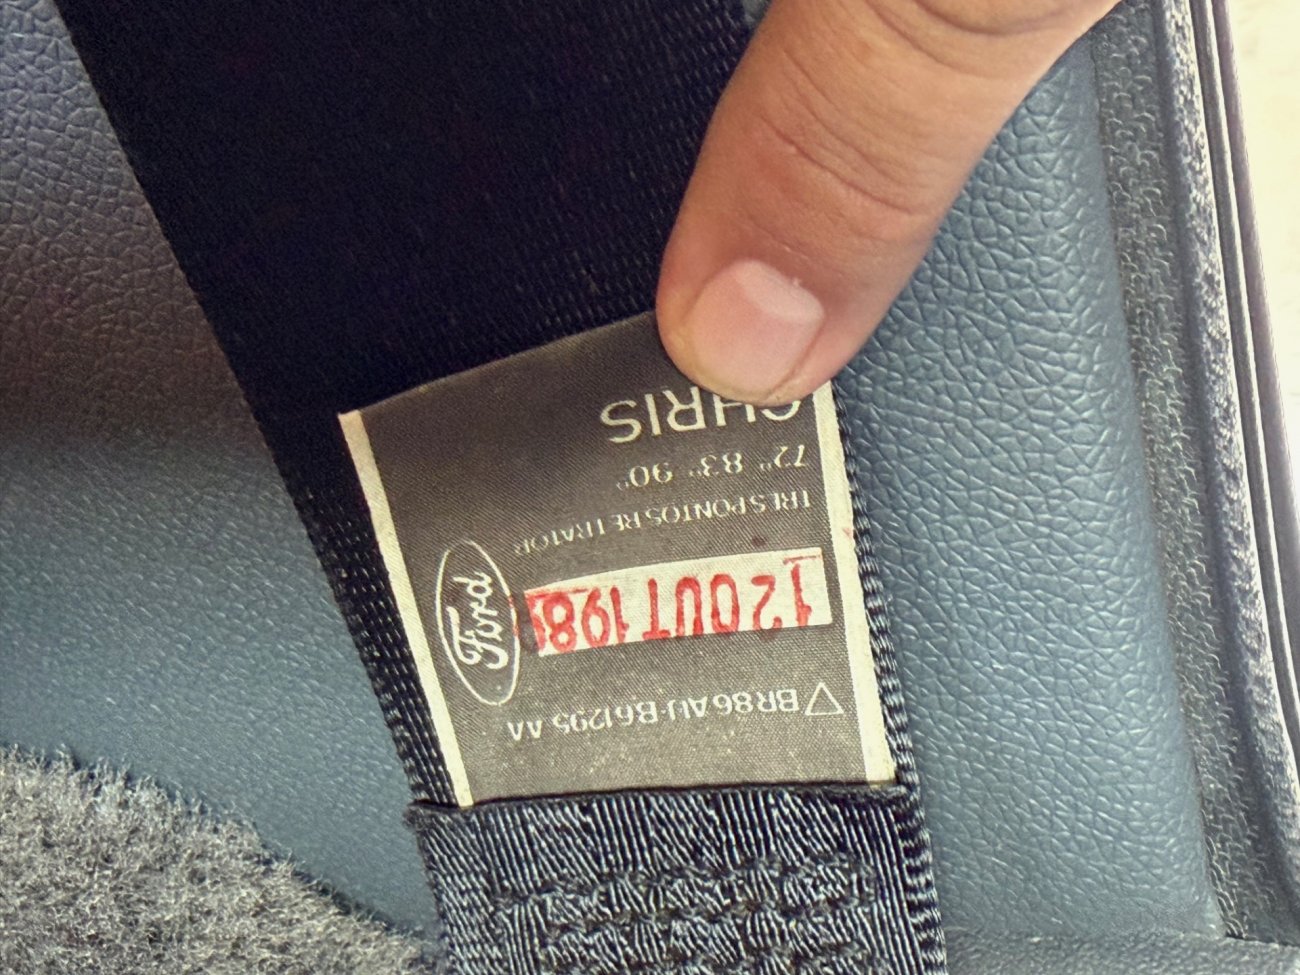 BR86AU-B61295 AA
12 OUT 198
Ford
TRES PONTOS RETRATOR
72° 83° 90°
CHRIS